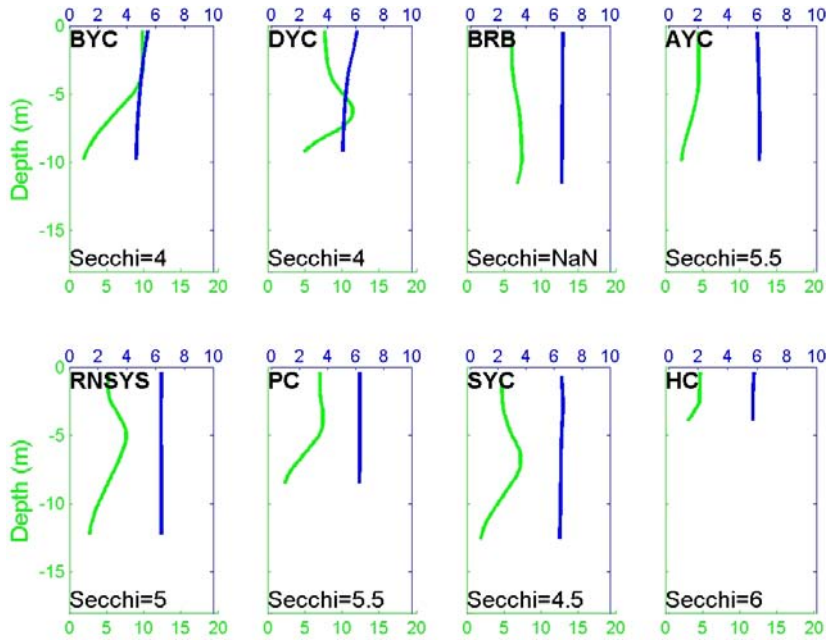 0 2 4 6 8 10 0 2 4 6 8 10 0 2 4 6 8 10 0 2 4 6 8 10
0 BYC DYC BRB AYC
-5
Depth (m)
-10
-15
Secchi=4 Secchi=4 Secchi=NaN Secchi=5.5
0 5 10 15 20 0 5 10 15 20 0 5 10 15 20 0 5 10 15 20
0 2 4 6 8 10 0 2 4 6 8 10 0 2 4 6 8 10 0 2 4 6 8 10
0 RNSYS PC SYC HC
-5
Depth (m)
-10
-15
Secchi=5 Secchi=5.5 Secchi=4.5 Secchi=6
0 5 10 15 20 0 5 10 15 20 0 5 10 15 20 0 5 10 15 20